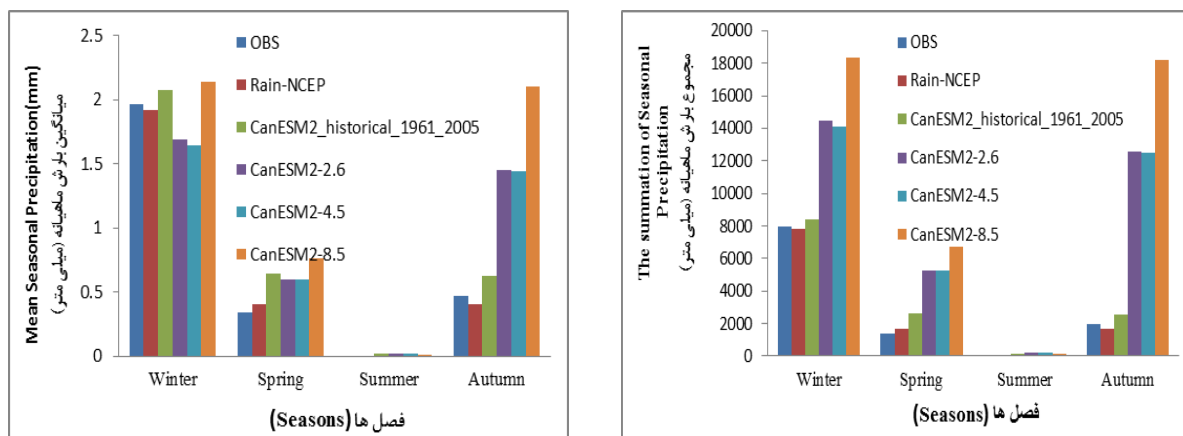 Mean Seasonal Precipitation(mm)
میانگین بارش ماهیانه (میلی متر)
2.5
2
1.5
1
0.5
0
OBS
Rain-NCEP
CanESM2_historical_1961_2005
CanESM2-2.6
CanESM2-4.5
CanESM2-8.5
Winter Spring Summer Autumn
فصل ها (Seasons)
The summation of Seasonal
Precipitation
مجموع بارش ماهیانه (میلی متر)
20000
18000
16000
14000
12000
10000
8000
6000
4000
2000
0
OBS
Rain-NCEP
CanESM2_historical_1961_2005
CanESM2-2.6
CanESM2-4.5
CanESM2-8.5
Winter Spring Summer Autumn
فصل ها (Seasons)